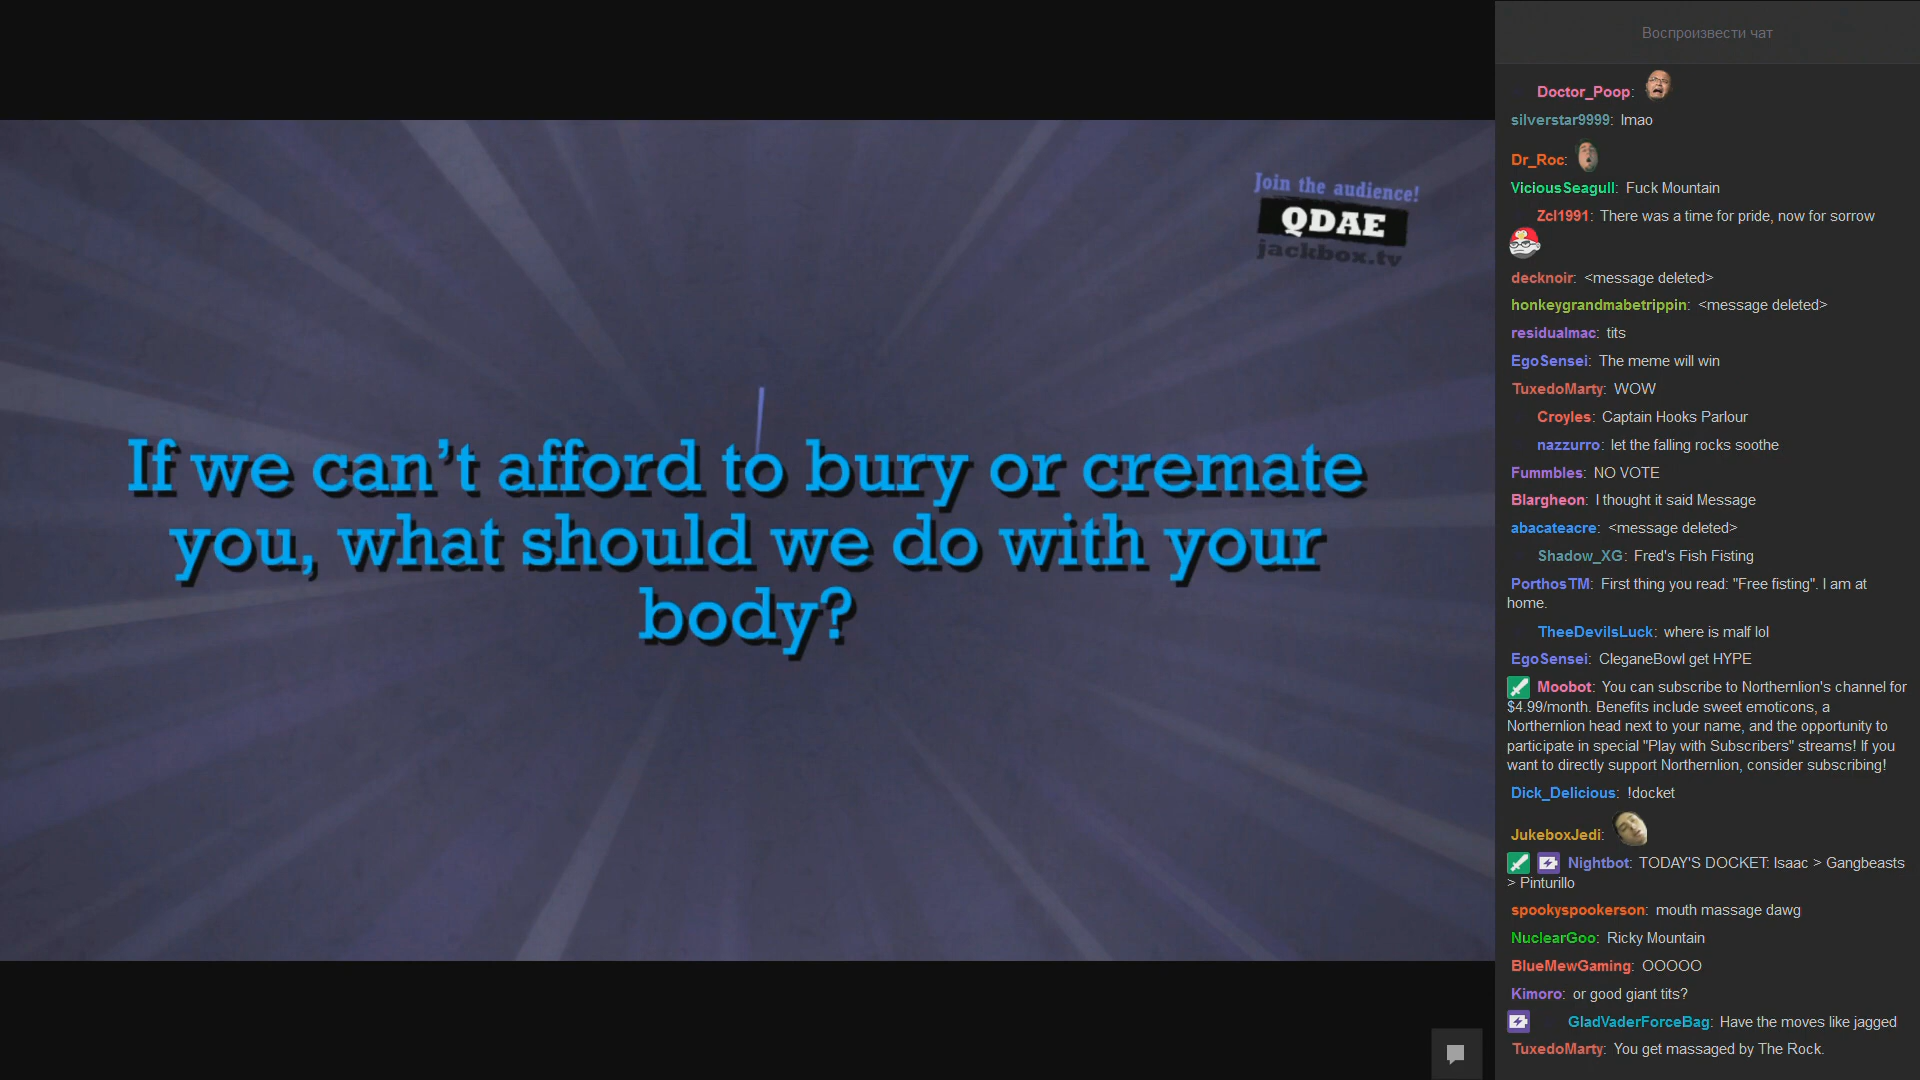 Join the audience!
QDAE
jackbox.tv
If we can't afford to bury or cremate
you, what should we do with your
body?
Воспроизвести чат
Doctor_Poop:
silverstar9999: lmao
Dr_Roc:
ViciousSeagull: Fuck Mountain
Zcl1991: There was a time for pride, now for sorrow
decknoir: <message deleted>
honkeygrandmabetrippin: <message deleted>
residualmac: tits
EgoSensei: The meme will win
TuxedoMarty: WOW
Croyles: Captain Hooks Parlour
nazzurro: let the falling rocks soothe
Fummbles: NO VOTE
Blargheon: I thought it said Message
abacateacre: <message deleted>
Shadow_XG: Fred's Fish Fisting
PorthosTM: First thing you read: "Free fisting". I am at
home.
TheeDevilsLuck: where is malf lol
EgoSensei: CleganeBowl get HYPE
Moobot: You can subscribe to Northernlion's channel for
$4.99/month. Benefits include sweet emoticons, a
Northernlion head next to your name, and the opportunity to
participate in special "Play with Subscribers" streams! If you
want to directly support Northernlion, consider subscribing!
Dick_Delicious: !docket
JukeboxJedi:
Nightbot: TODAY'S DOCKET: Isaac > Gangbeasts
> Pinturillo
spookyspookerson: mouth massage dawg
NuclearGoo: Ricky Mountain
BlueMewGaming: OOOOO
Kimoro: or good giant tits?
GladVaderForceBag: Have the moves like jagged
TuxedoMarty: You get massaged by The Rock.